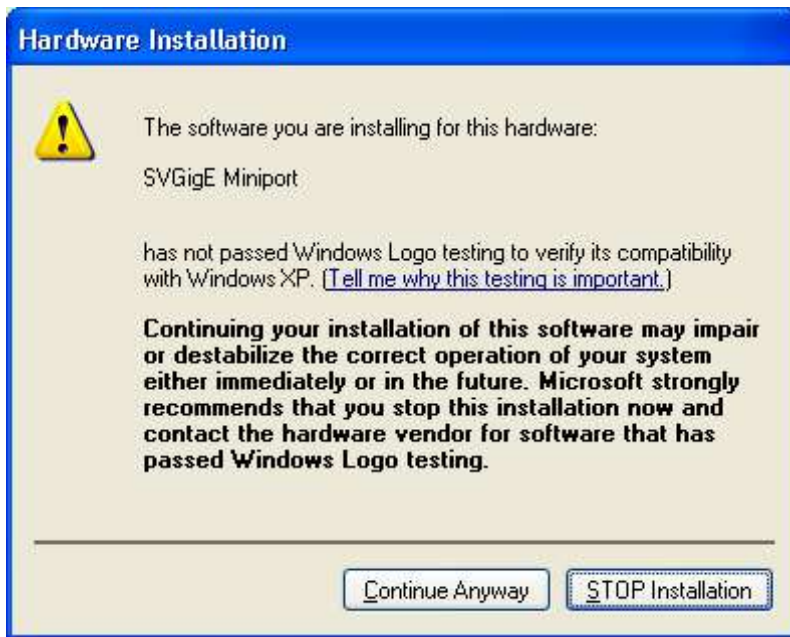 Hardware Installation
The software you are installing for this hardware:
SVGigE Miniport
has not passed Windows Logo testing to verify its compatibility
with Windows XP. (Tell me why this testing is important.)
Continuing your installation of this software may impair
or destabilize the correct operation of your system
either immediately or in the future. Microsoft strongly
recommends that you stop this installation now and
contact the hardware vendor for software that has
passed Windows Logo testing.
Continue Anyway STOP Installation